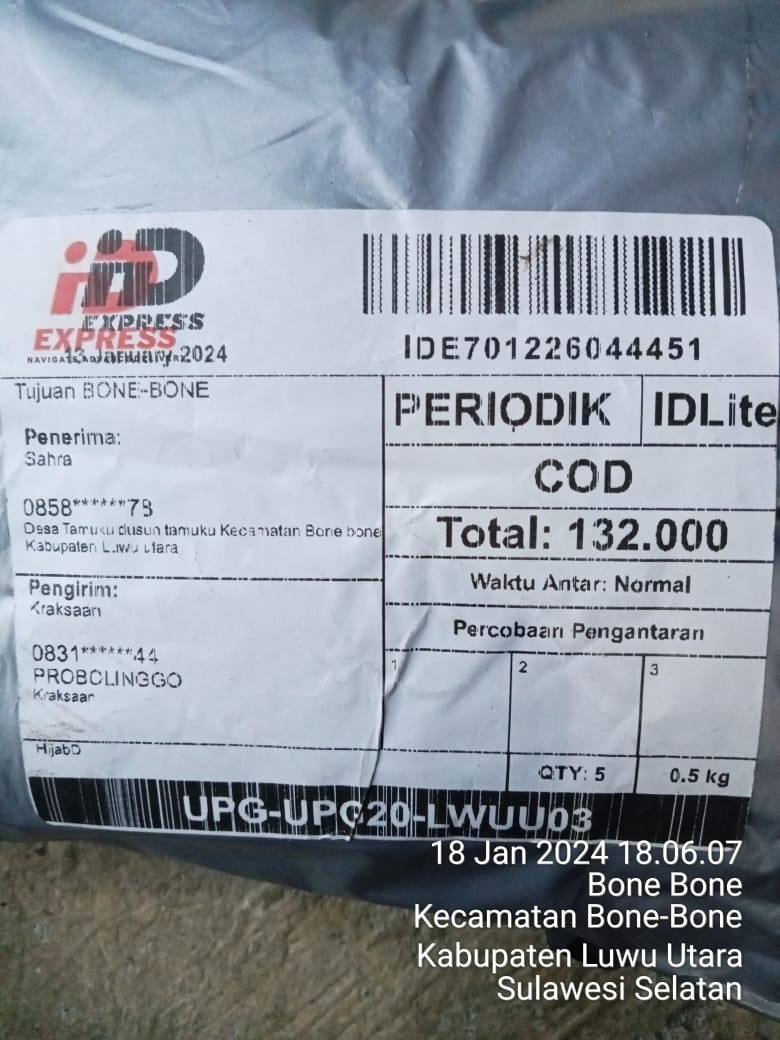 iD
EXPRESS
EXPRESS
13 January 2024
IDE701226044451
Tujuan BONE-BONE
PERIODIK
IDLite
COD
Total: 132.000
Waktu Antar: Normal
Percobaan Pengantaran
1
2
3
QTY: 5
0.5 kg
Penerima:
Sahra
0858******78
Desa Tamuku dusun tamuku Kecamatan Bone bone
Kabupaten Luwu utara
Pengirim:
Kraksaan
0831******44
PROBOLINGGO
Kraksaan
HijabD
UPG-UPG20-LWUU03
18 Jan 2024 18.06.07
Bone Bone
Kecamatan Bone-Bone
Kabupaten Luwu Utara
Sulawesi Selatan